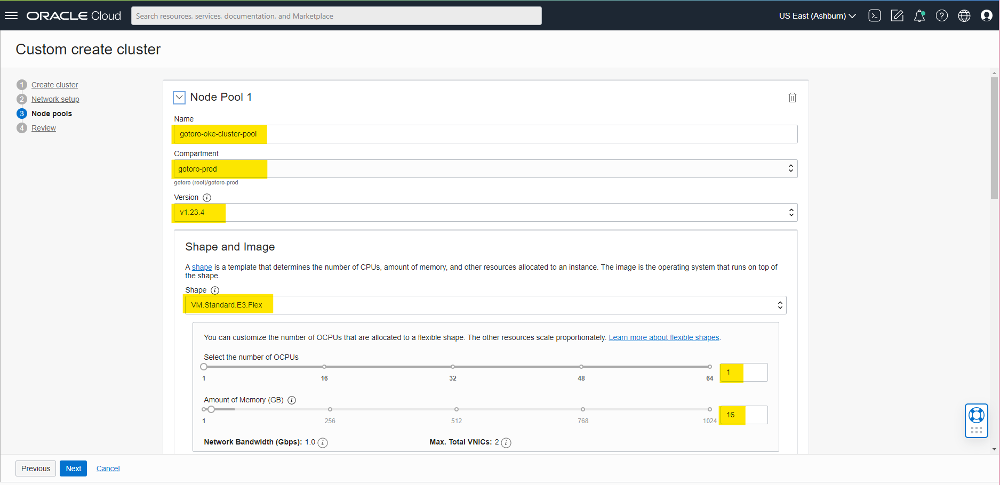 ORACLE Cloud
Search resources, services, documentation, and Marketplace
US East (Ashburn)
Custom create cluster
1 Create cluster
2 Network setup
3 Node pools
4 Review
Node Pool 1
Name
gotoro-oke-cluster-pool
Compartment
gotoro-prod
gotoro (root)/gotoro-prod
Version i
v1.23.4
Shape and Image
A shape is a template that determines the number of CPUs, amount of memory, and other resources allocated to an instance. The image is the operating system that runs on top of
the shape.
Shape i
VM.Standard.E3.Flex
You can customize the number of OCPUs that are allocated to a flexible shape. The other resources scale proportionately. Learn more about flexible shapes.
Select the number of OCPUs
1
1 16 32 48 64
Amount of Memory (GB) i
16
1 256 512 768 1024
Network Bandwidth (Gbps): 1.0 i Max. Total VNICs: 2 i
Previous Next Cancel